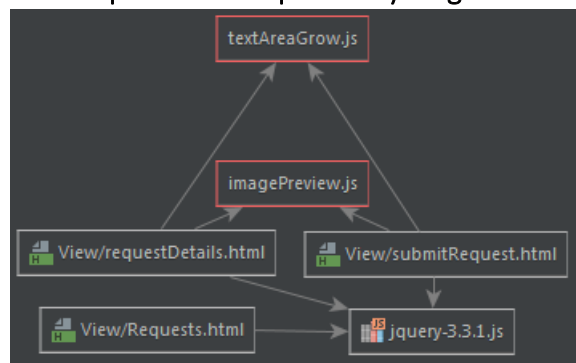 textAreaGrow.js
imagePreview.js
View/requestDetails.html
View/submitRequest.html
View/Requests.html
jquery-3.3.1.js